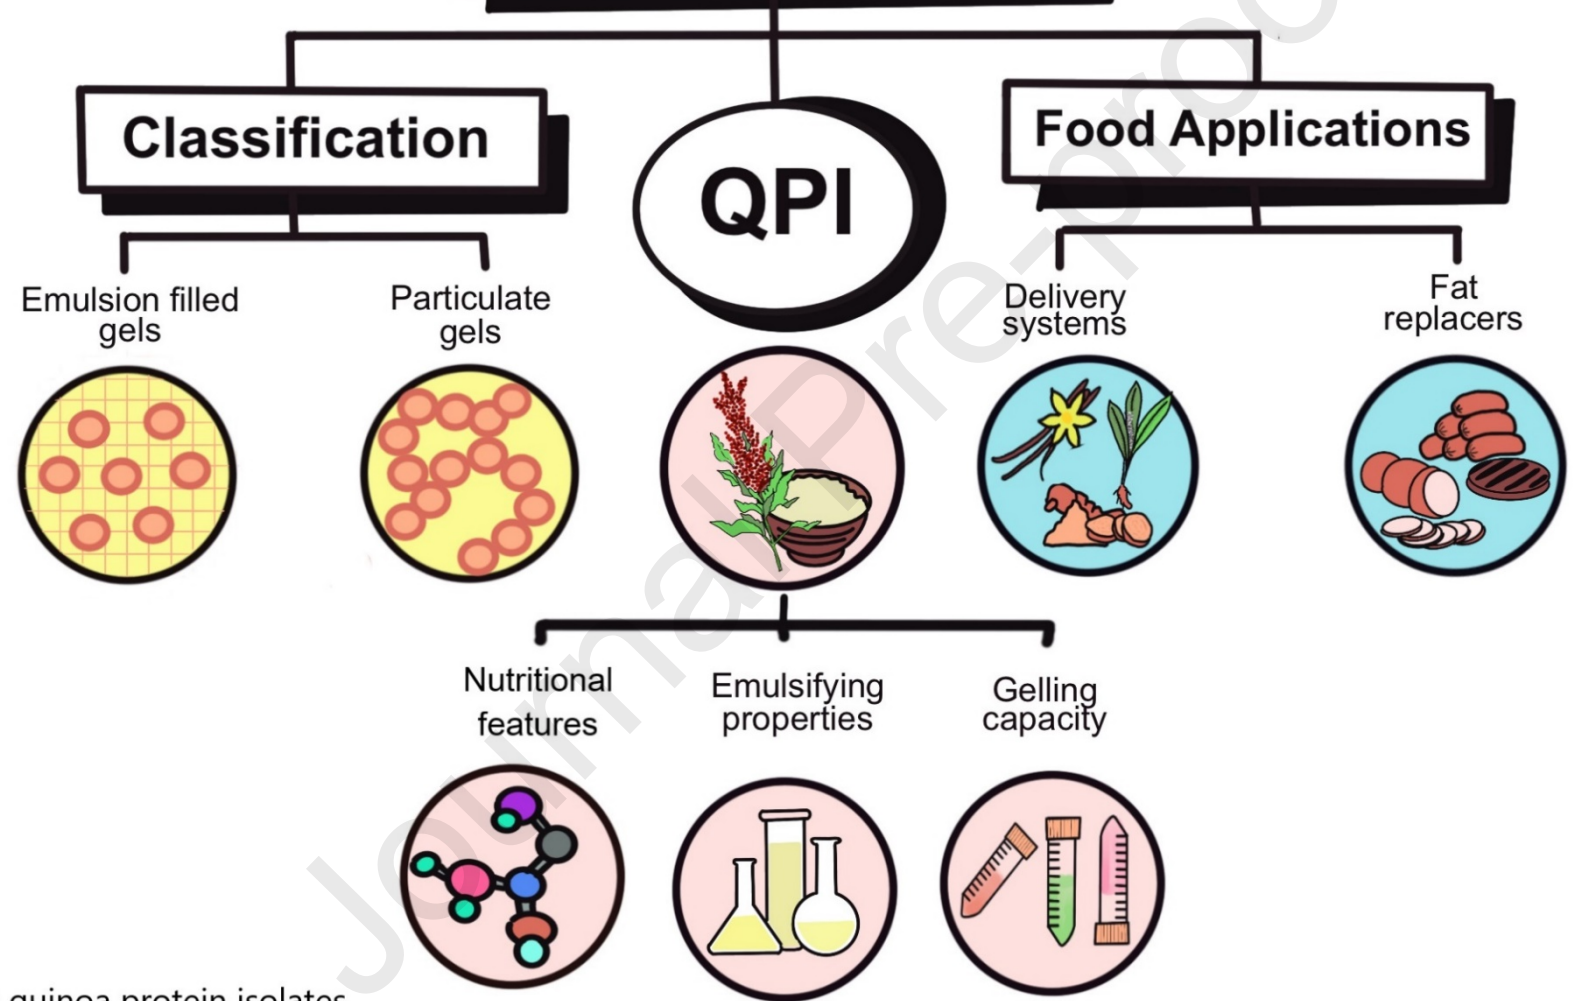 Classification
QPI
Food Applications
Emulsion filled
gels
Particulate
gels
Delivery
systems
Fat
replacers
Nutritional
features
Emulsifying
properties
Gelling
capacity
quinoa protein isolates
Journal Pre-proo